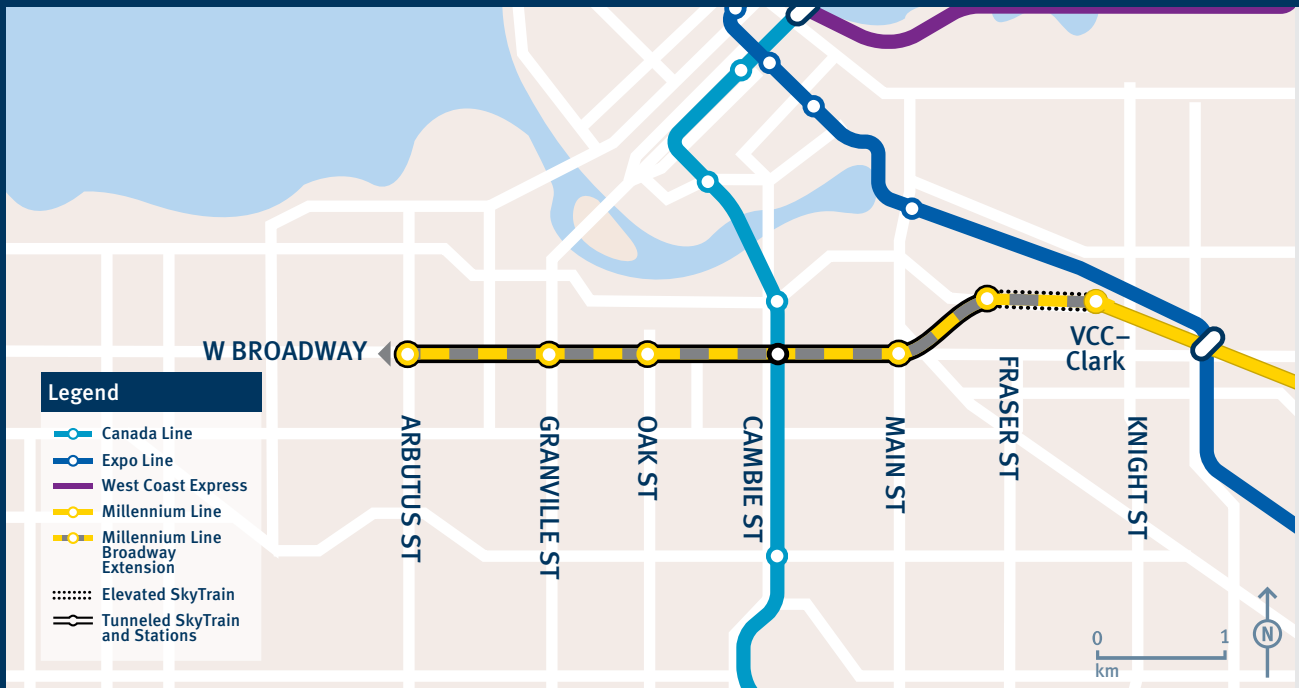 W BROADWAY
VCC–
Clark
ARBUTUS ST
GRANVILLE ST
OAK ST
CAMBIE ST
MAIN ST
FRASER ST
KNIGHT ST
Legend
Canada Line
Expo Line
West Coast Express
Millennium Line
Millennium Line
Broadway
Extension
Elevated SkyTrain
Tunneled SkyTrain
and Stations
0 1
km
N